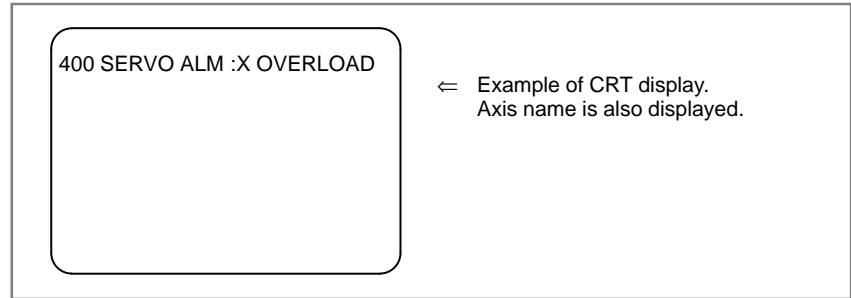 400 SERVO ALM :X OVERLOAD
⇐ Example of CRT display.
Axis name is also displayed.